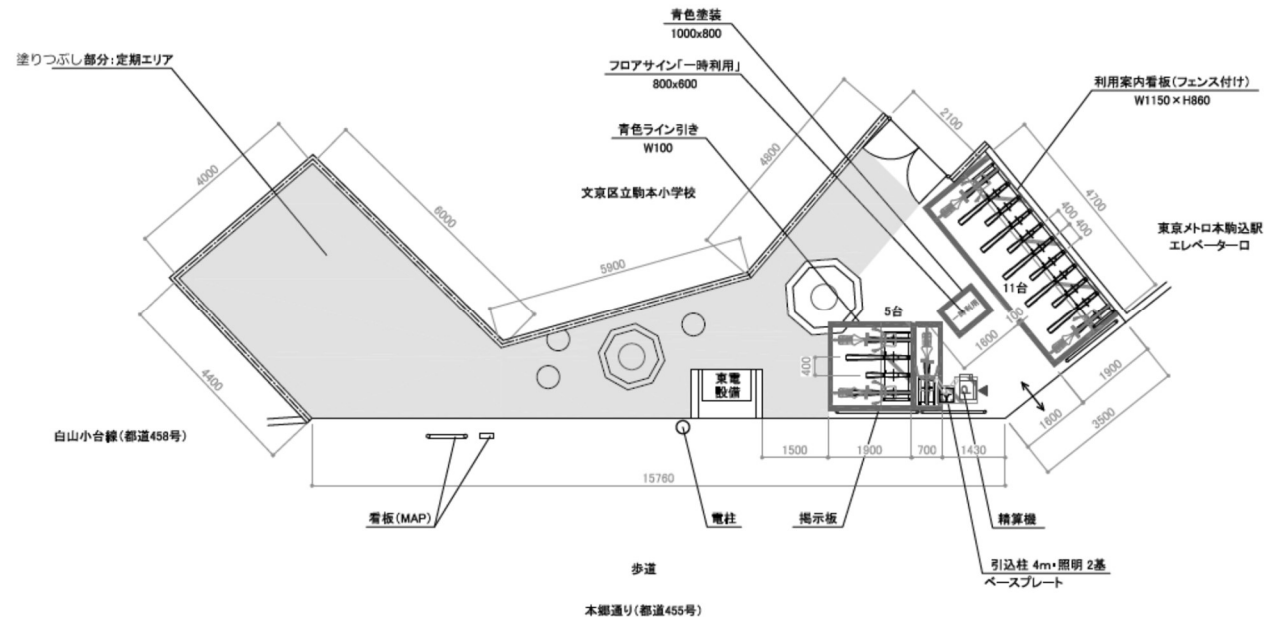 青色塗装
1000x800
塗りつぶし部分:定期エリア
フロアサイン「一時利用」
800x600
利用案内看板(フェンス付け)
W1150×H860
青色ライン引き
W100
文京区立駒本小学校
東京メトロ本駒込駅
エレベーター口
4000
6000
5900
4800
2100
4700
400
400
11台
一時利用
100
5台
1600
400
東電
設備
4400
1900
1600
3500
白山小台線(都道458号)
1500
1900
700
1430
15760
看板(MAP)
電柱
掲示板
精算機
引込柱 4m・照明 2基
ベースプレート
歩道
本郷通り(都道455号)